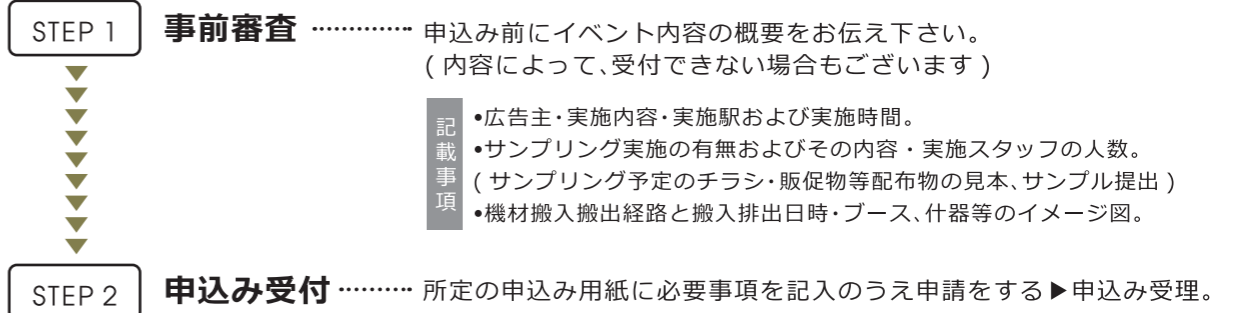 STEP 1 事前審査 ………… 申込み前にイベント内容の概要をお伝え下さい。
( 内容によって、受付できない場合もございます )
記載事項
•広告主・実施内容・実施駅および実施時間。
•サンプリング実施の有無およびその内容・実施スタッフの人数。
( サンプリング予定のチラシ・販促物等配布物の見本、サンプル提出 )
•機材搬入搬出経路と搬入排出日時・ブース、什器等のイメージ図。
STEP 2 申込み受付 ……… 所定の申込み用紙に必要事項を記入のうえ申請をする▶申込み受理。